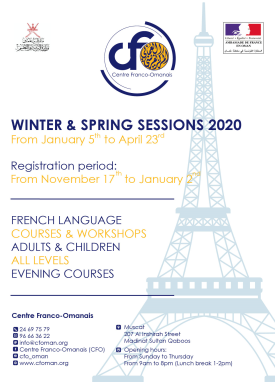 cfo
Centre Franco-Omanais
AMBASSADE DE FRANCE
WINTER & SPRING SESSIONS 2020
From January 5th to April 23rd
Registration period:
From November 17th to January 2nd
FRENCH LANGUAGE
COURSES & WORKSHOPS
ADULTS & CHILDREN
ALL LEVELS
EVENING COURSES
Centre Franco-Omanais
24 69 75 79
96 66 36 22
info@cfoman.org
Centre Franco-Omanais (CFO)
cfo_oman
www.cfoman.org
Muscat
207 Al Inshirah Street
Madinat Sultan Qaboos
Opening hours:
From Sunday to Thursday
From 9am to 8pm (Lunch break 1-2pm)